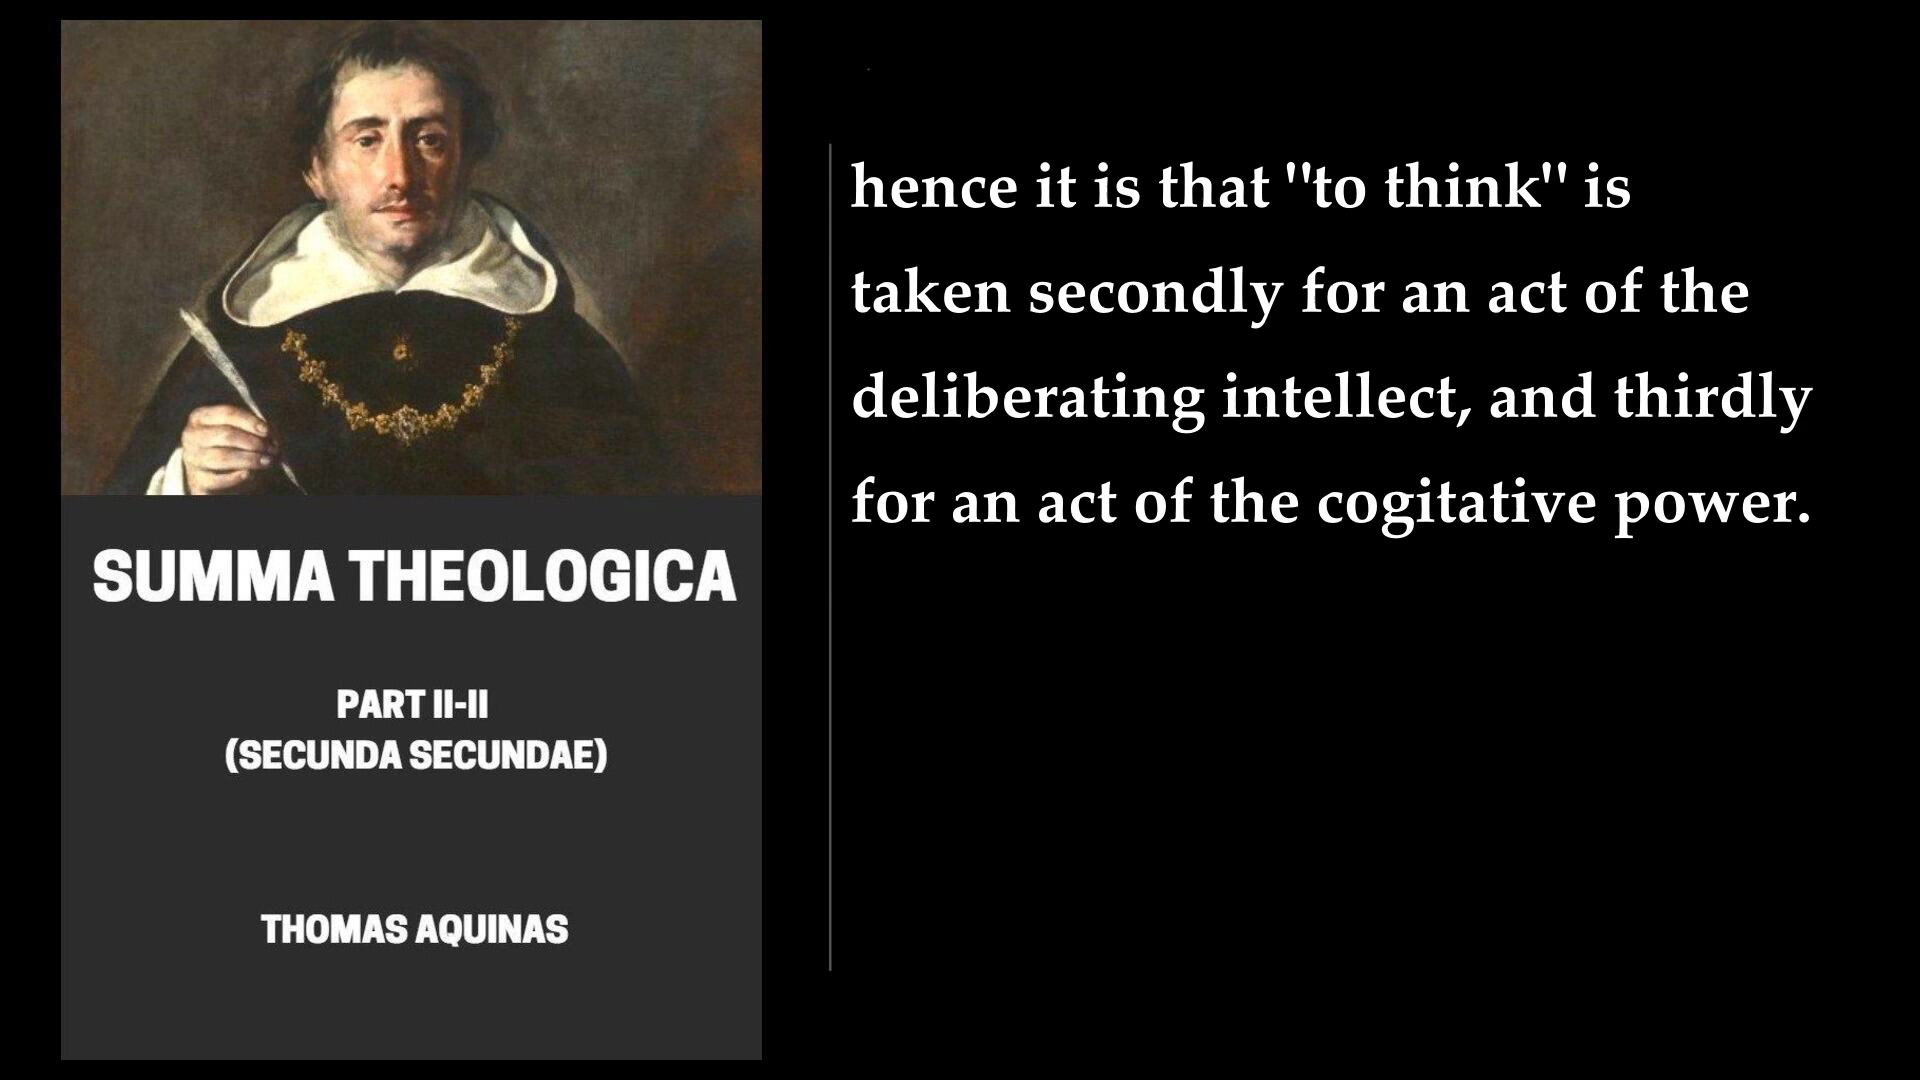 SUMMA THEOLOGICA
PART II-II
(SECUNDA SECUNDAE)
THOMAS AQUINAS
hence it is that "to think" is
taken secondly for an act of the
deliberating intellect, and thirdly
for an act of the cogitative power.